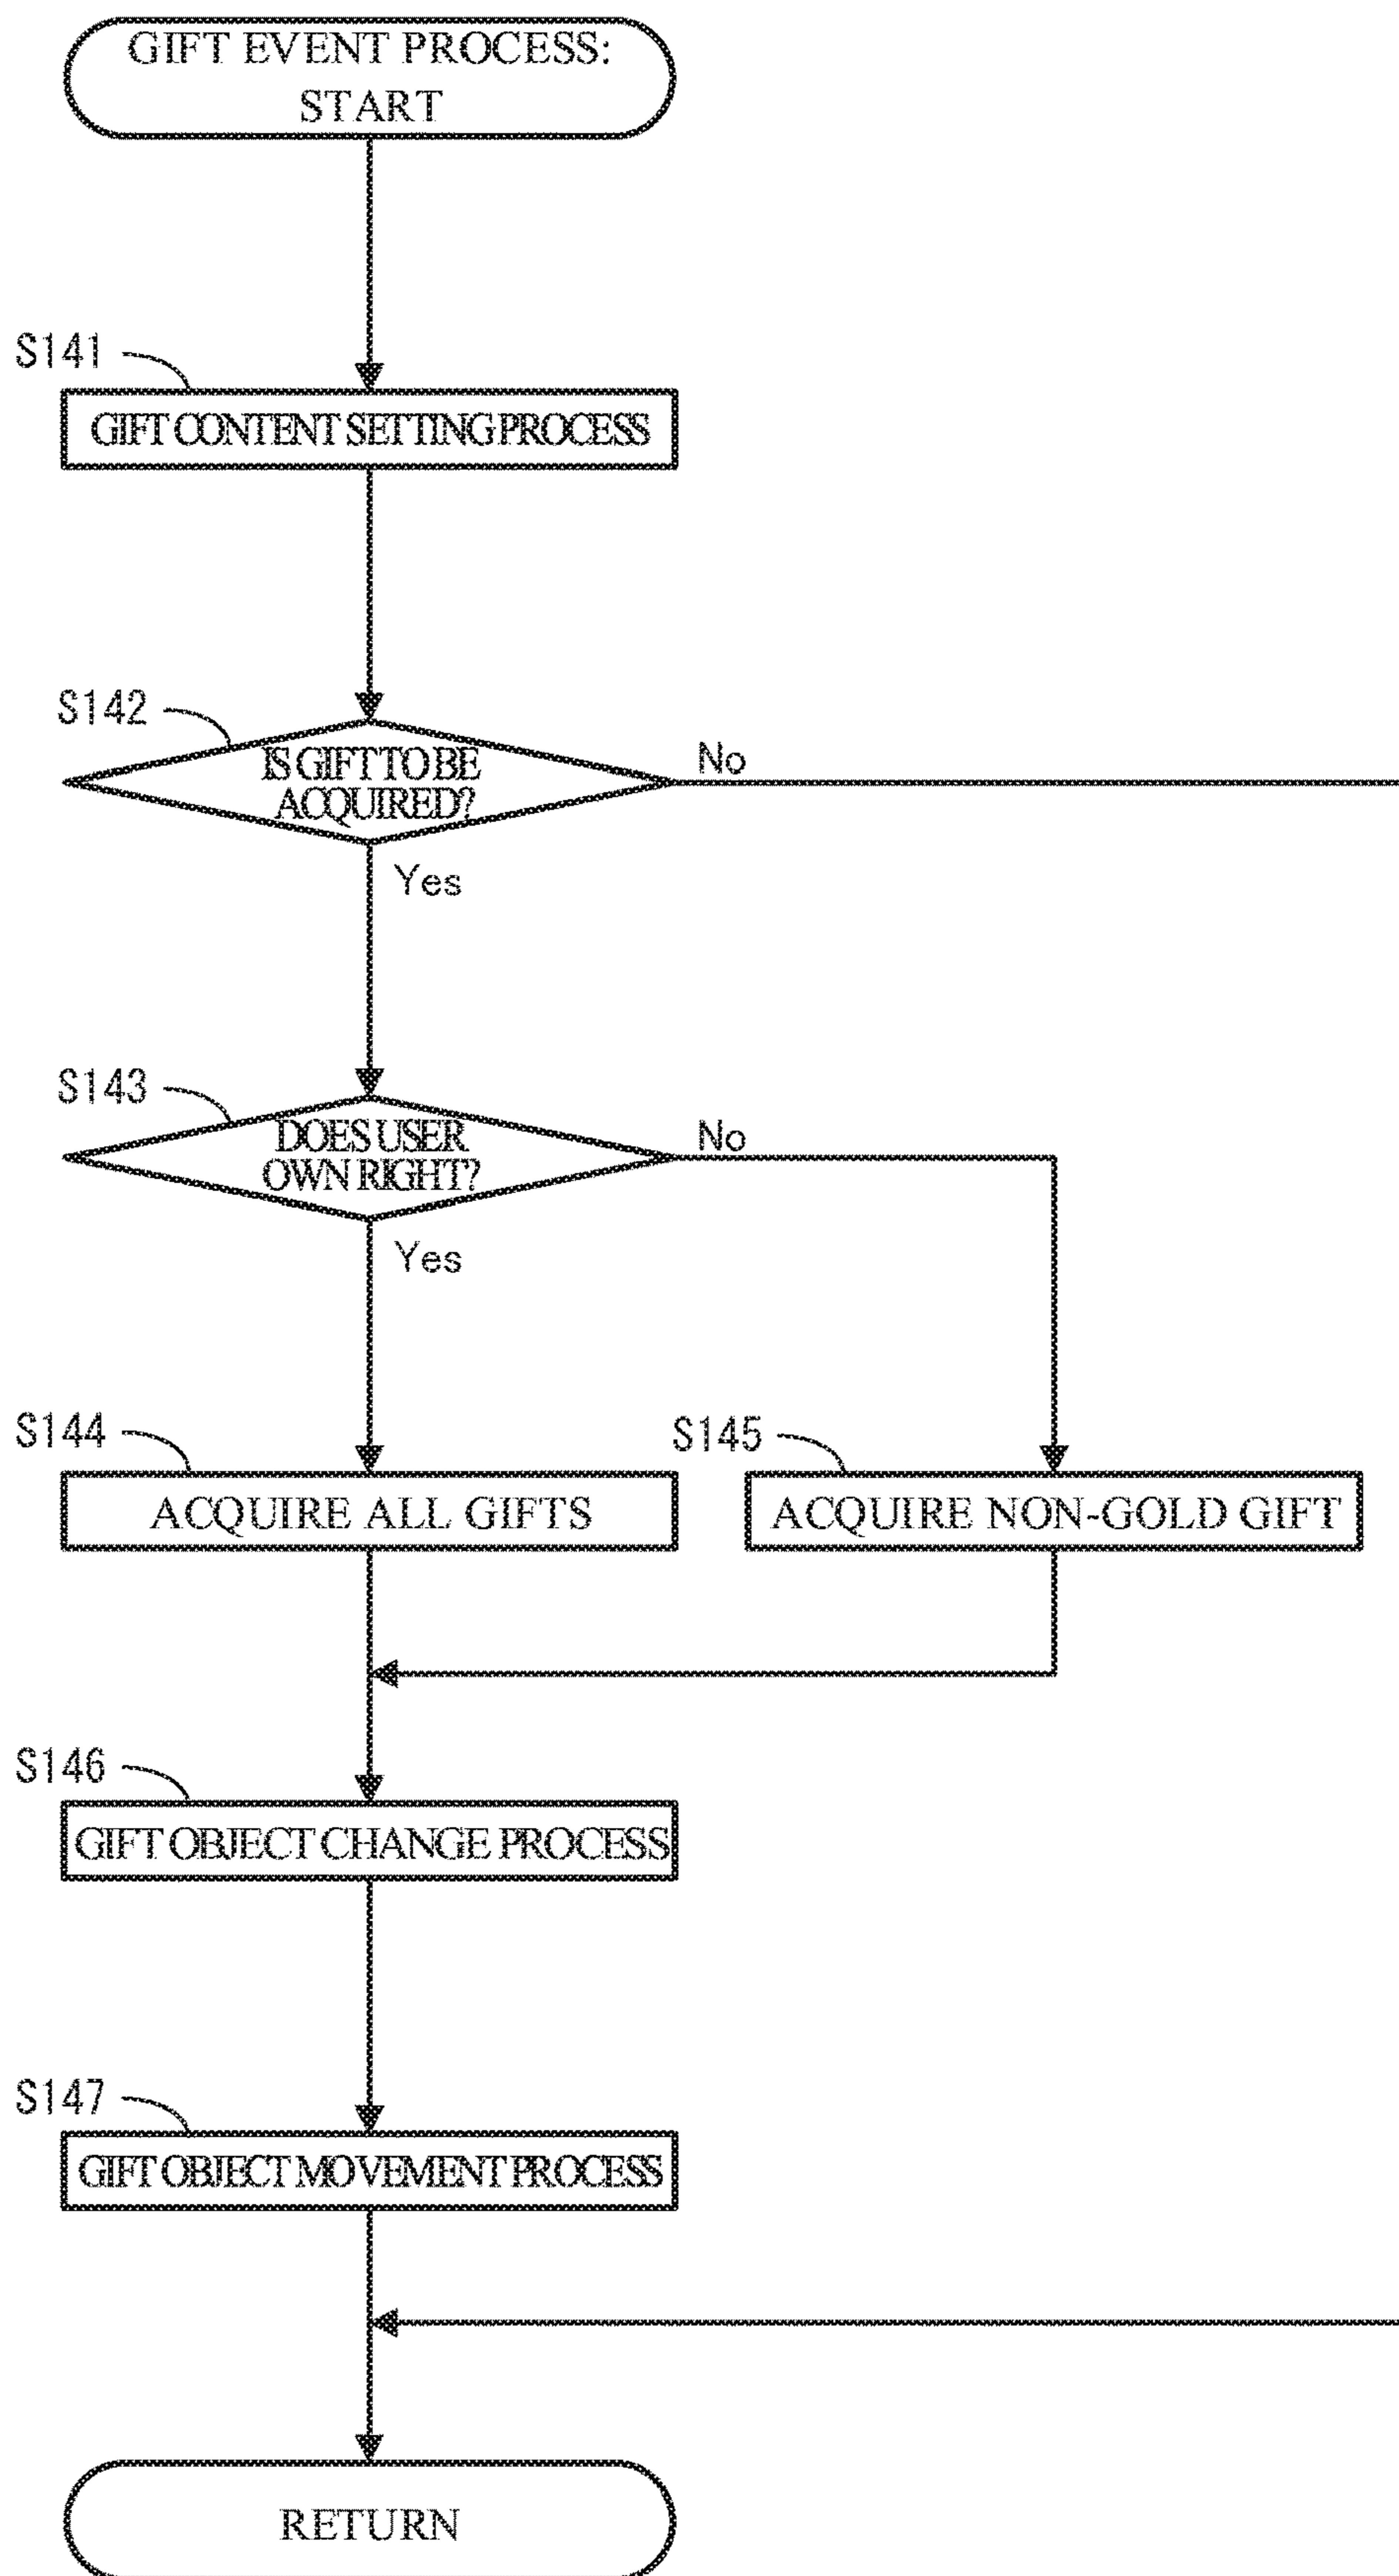 GIFT EVENT PROCESS:
START
S141
GIFT CONTENT SETTING PROCESS
S142
IS GIFT TO BE
ACQUIRED?
No
Yes
S143
DOES USER
OWN RIGHT?
No
Yes
S144
ACQUIRE ALL GIFTS
S145
ACQUIRE NON-GOLD GIFT
S146
GIFT OBJECT CHANGE PROCESS
S147
GIFT OBJECT MOVEMENT PROCESS
RETURN